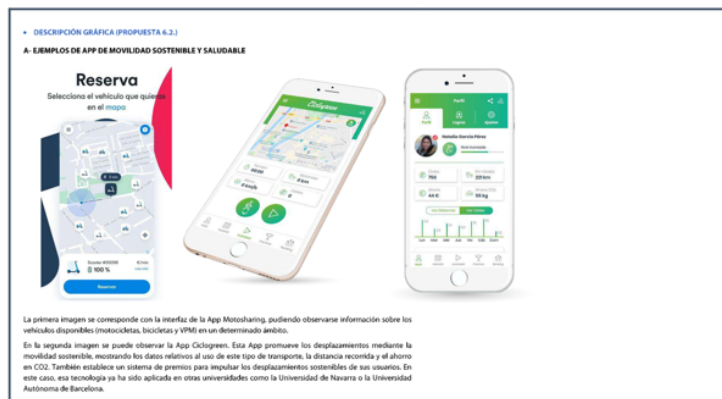 • DESCRIPCIÓN GRÁFICA (PROPUESTA 6.2.)
A- EJEMPLOS DE APP DE MOVILIDAD SOSTENIBLE Y SALUDABLE
Reserva
Selecciona el vehículo que quieras
en el mapa
100 %
Reservar
Ciclogreen
Perfil
Natalia García Pérez
La primera imagen se corresponde con la interfaz de la App Motosharing, pudiendo observarse información sobre los
vehículos disponibles (motocicletas, bicicletas y VPM) en un determinado ámbito.
En la segunda imagen se puede observar la App Ciclogreen. Esta App promueve los desplazamientos mediante la
movilidad sostenible, mostrando los datos relativos al uso de este tipo de transporte, la distancia recorrida y el ahorro
en CO2. También establece un sistema de premios para impulsar los desplazamientos sostenibles de sus usuarios. En
este caso, esa tecnología ya ha sido aplicada en otras universidades como la Universidad de Navarra o la Universidad
Autónoma de Barcelona.